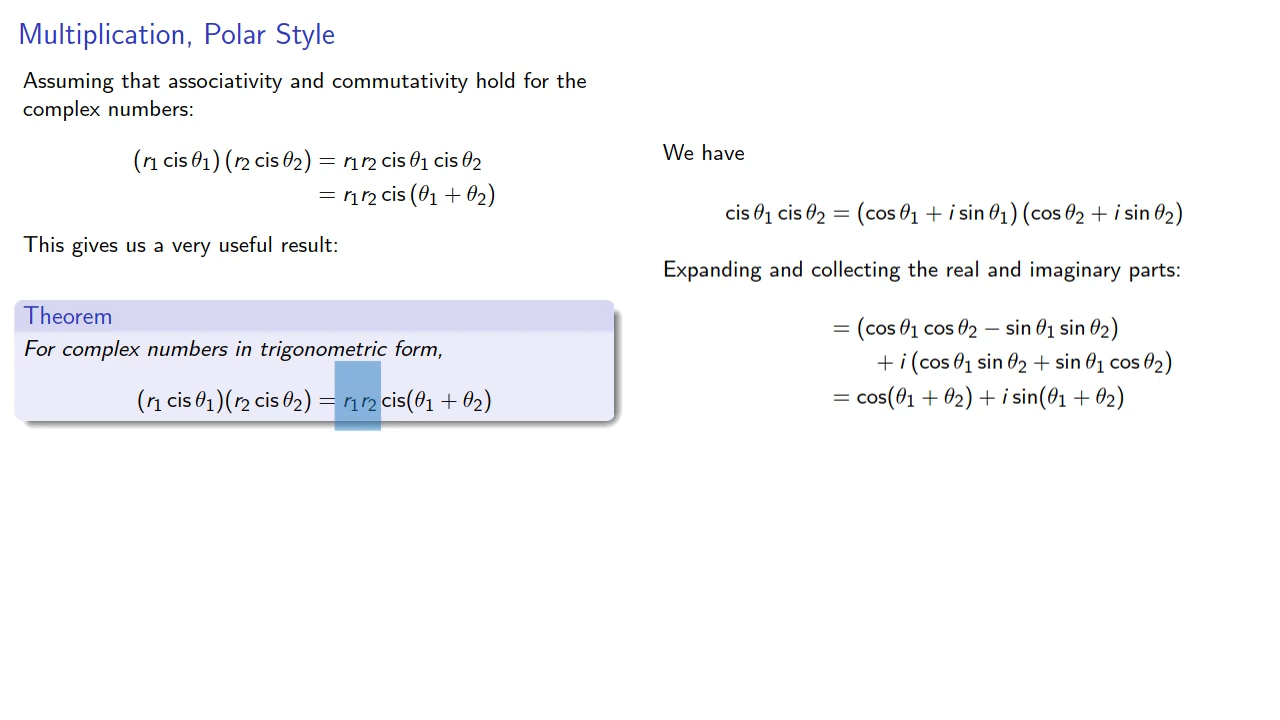 Multiplication, Polar Style
Assuming that associativity and commutativity hold for the
complex numbers:
(r₁ cis θ₁) (r₂ cis θ₂) = r₁r₂ cis θ₁ cis θ₂
= r₁r₂ cis (θ₁ + θ₂)
This gives us a very useful result:
Theorem
For complex numbers in trigonometric form,
(r₁ cis θ₁)(r₂ cis θ₂) = r₁r₂ cis(θ₁ + θ₂)
We have
cis θ₁ cis θ₂ = (cos θ₁ + i sin θ₁) (cos θ₂ + i sin θ₂)
Expanding and collecting the real and imaginary parts:
= (cos θ₁ cos θ₂ − sin θ₁ sin θ₂)
+ i (cos θ₁ sin θ₂ + sin θ₁ cos θ₂)
= cos(θ₁ + θ₂) + i sin(θ₁ + θ₂)